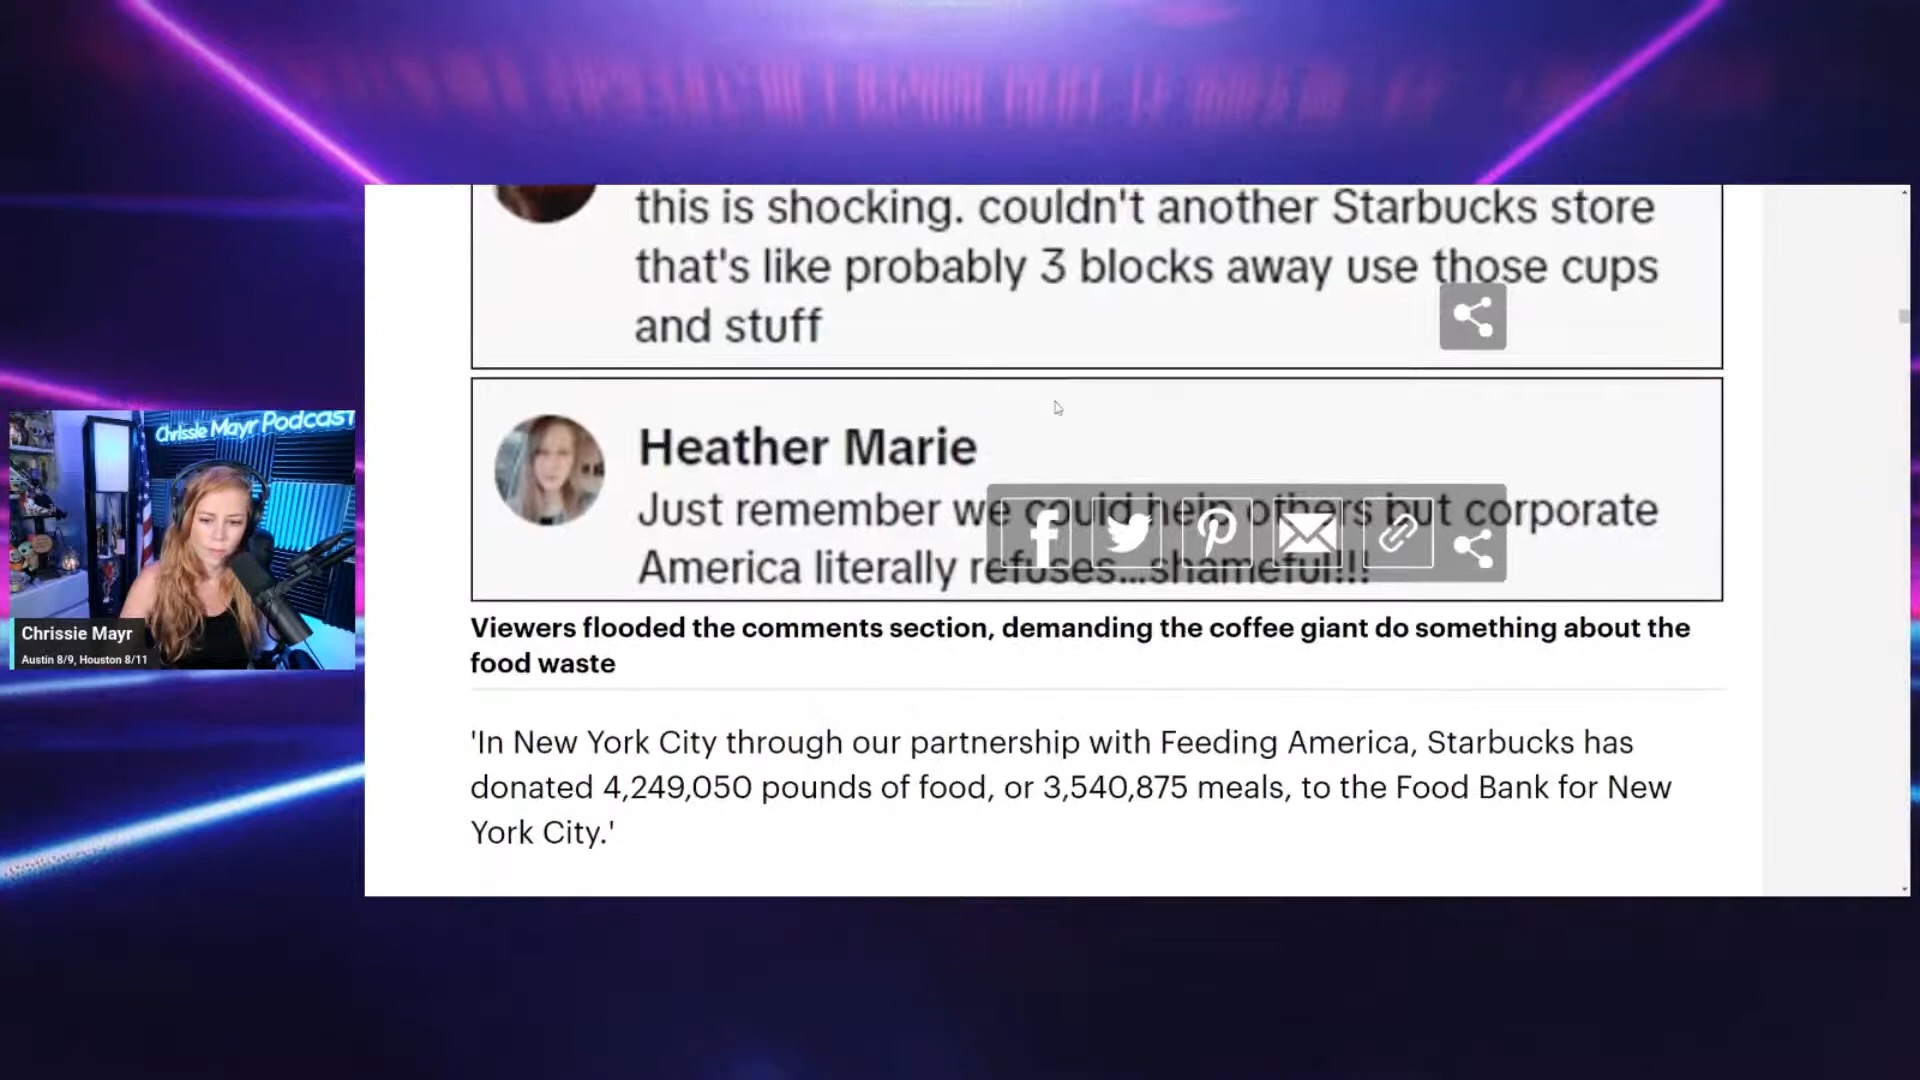 this is shocking. couldn't another Starbucks store
that's like probably 3 blocks away use those cups
and stuff
Heather Marie
Just remember we could help others but corporate
America literally refuses...shameful!!!
Viewers flooded the comments section, demanding the coffee giant do something about the
food waste
'In New York City through our partnership with Feeding America, Starbucks has
donated 4,249,050 pounds of food, or 3,540,875 meals, to the Food Bank for New
York City.'
Chrissie Mayr Podcast
Chrissie Mayr
Austin 8/9, Houston 8/11